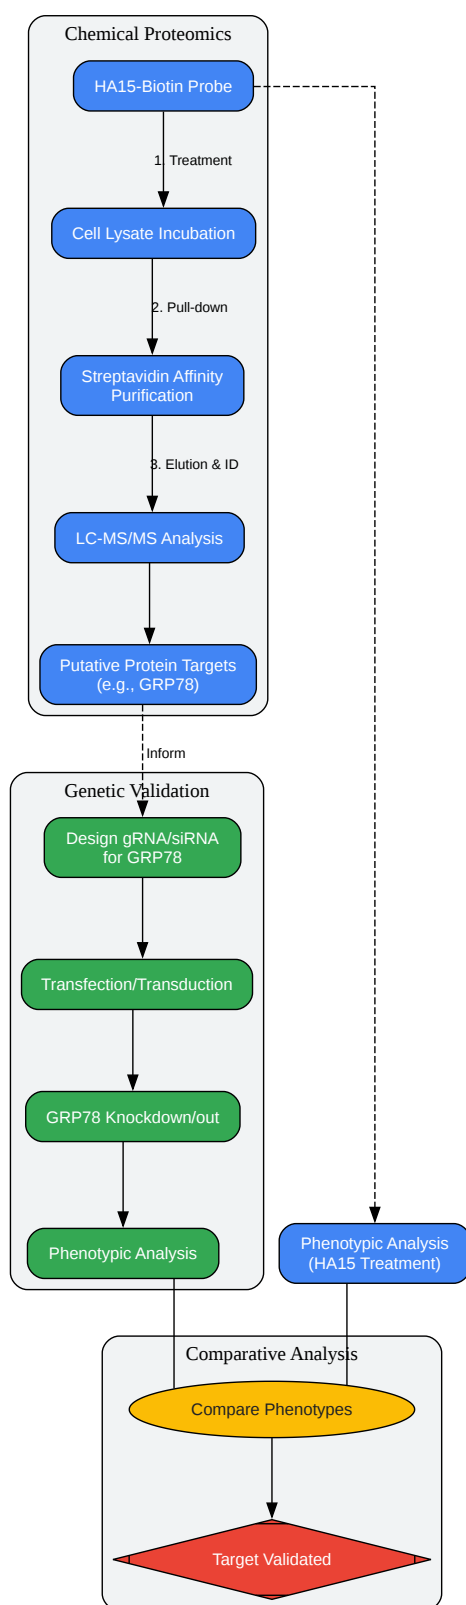 Chemical Proteomics
HA15-Biotin Probe
1. Treatment
Cell Lysate Incubation
2. Pull-down
Streptavidin Affinity
Purification
3. Elution & ID
LC-MS/MS Analysis
Putative Protein Targets
(e.g., GRP78)
Inform
Genetic Validation
Design gRNA/siRNA
for GRP78
Transfection/Transduction
GRP78 Knockdown/out
Phenotypic Analysis
Phenotypic Analysis
(HA15 Treatment)
Comparative Analysis
Compare Phenotypes
Target Validated